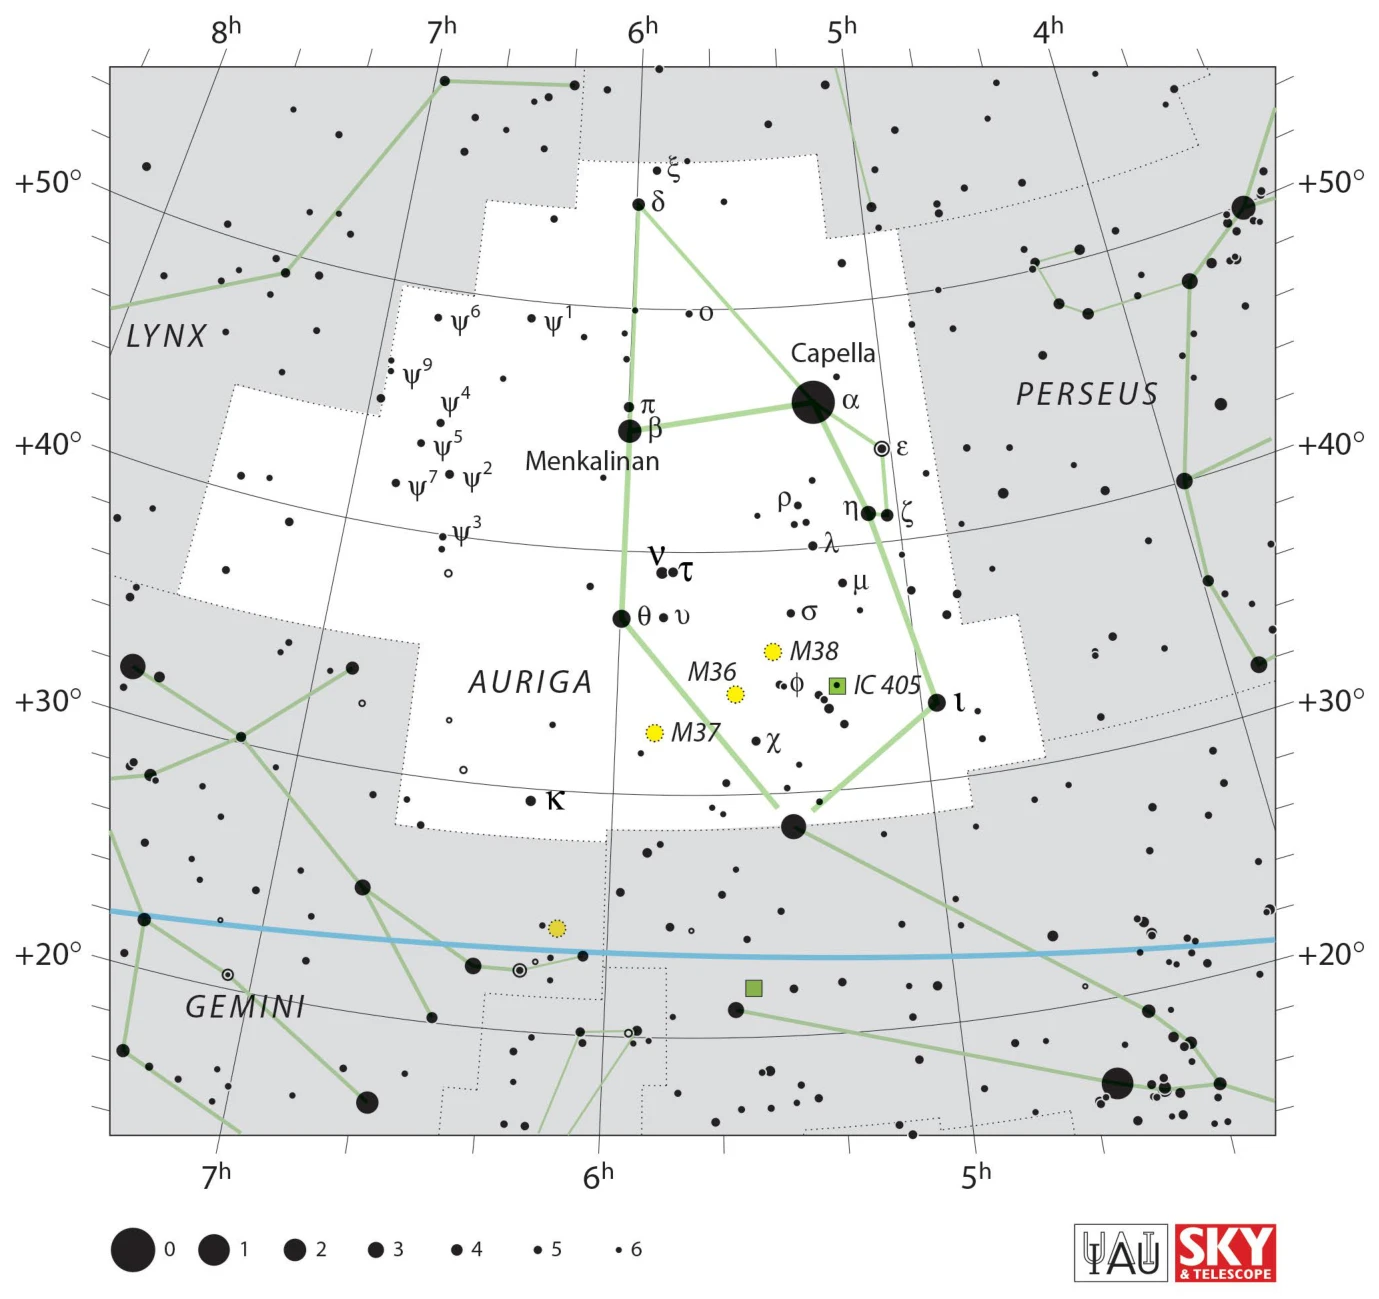 8h 7h 6h 5h 4h
+50° +50°
ξ
δ
LYNX
ψ6 ψ1 ο
Capella
ψ9
PERSEUS
ψ4 π α
β
+40° ψ5 ε +40°
Menkalinan
ψ7 ψ2
ρ η ζ
ψ3
λ
ν τ
μ
θ υ σ
M38
M36 φ IC 405
AURIGA
+30° ι +30°
M37 χ
κ
+20° +20°
GEMINI
7h 6h 5h
0 1 2 3 4 5 6
IAU
SKY
& TELESCOPE